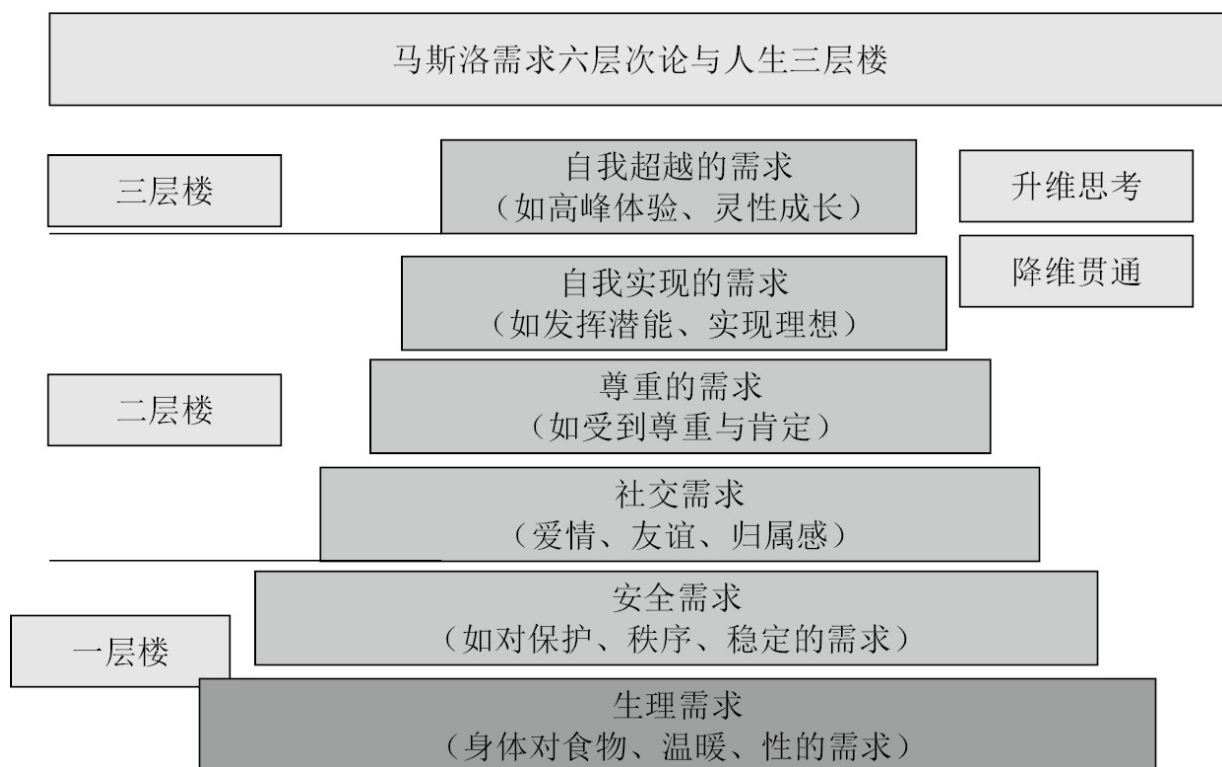 马斯洛需求六层次论与人生三层楼
三层楼
自我超越的需求
（如高峰体验、灵性成长）
升维思考
降维贯通
自我实现的需求
（如发挥潜能、实现理想）
二层楼
尊重的需求
（如受到尊重与肯定）
社交需求
（爱情、友谊、归属感）
安全需求
（如对保护、秩序、稳定的需求）
一层楼
生理需求
（身体对食物、温暖、性的需求）